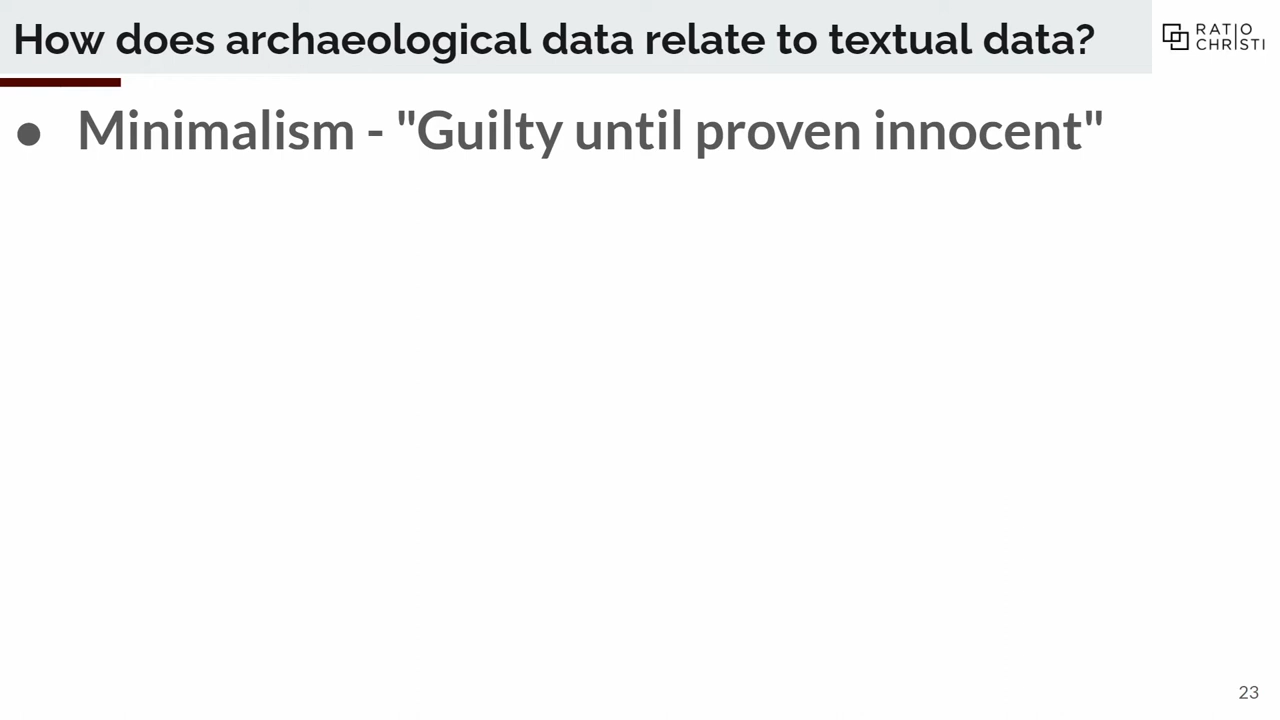 How does archaeological data relate to textual data?
RATIO
CHRISTI
● Minimalism - "Guilty until proven innocent"
23